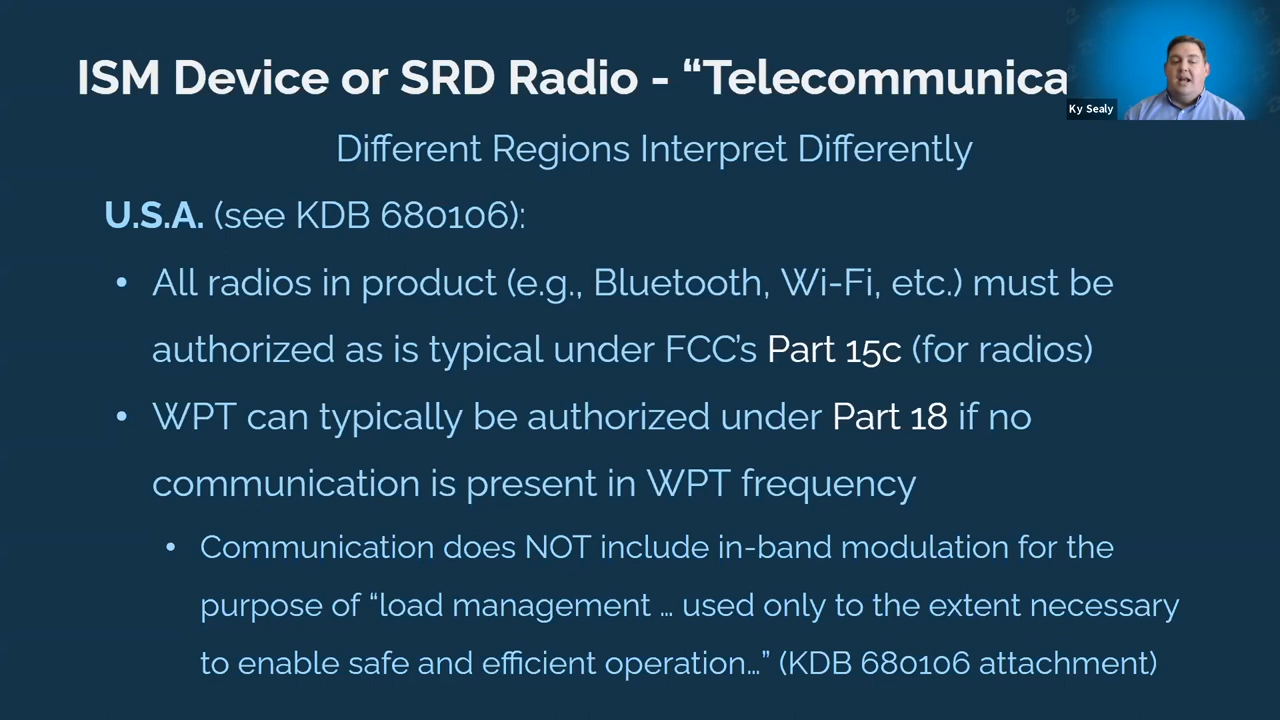 ISM Device or SRD Radio - “Telecommunica
Ky Sealy
Different Regions Interpret Differently
U.S.A. (see KDB 680106):
• All radios in product (e.g., Bluetooth, Wi-Fi, etc.) must be
authorized as is typical under FCC’s Part 15c (for radios)
• WPT can typically be authorized under Part 18 if no
communication is present in WPT frequency
• Communication does NOT include in-band modulation for the
purpose of “load management … used only to the extent necessary
to enable safe and efficient operation…” (KDB 680106 attachment)